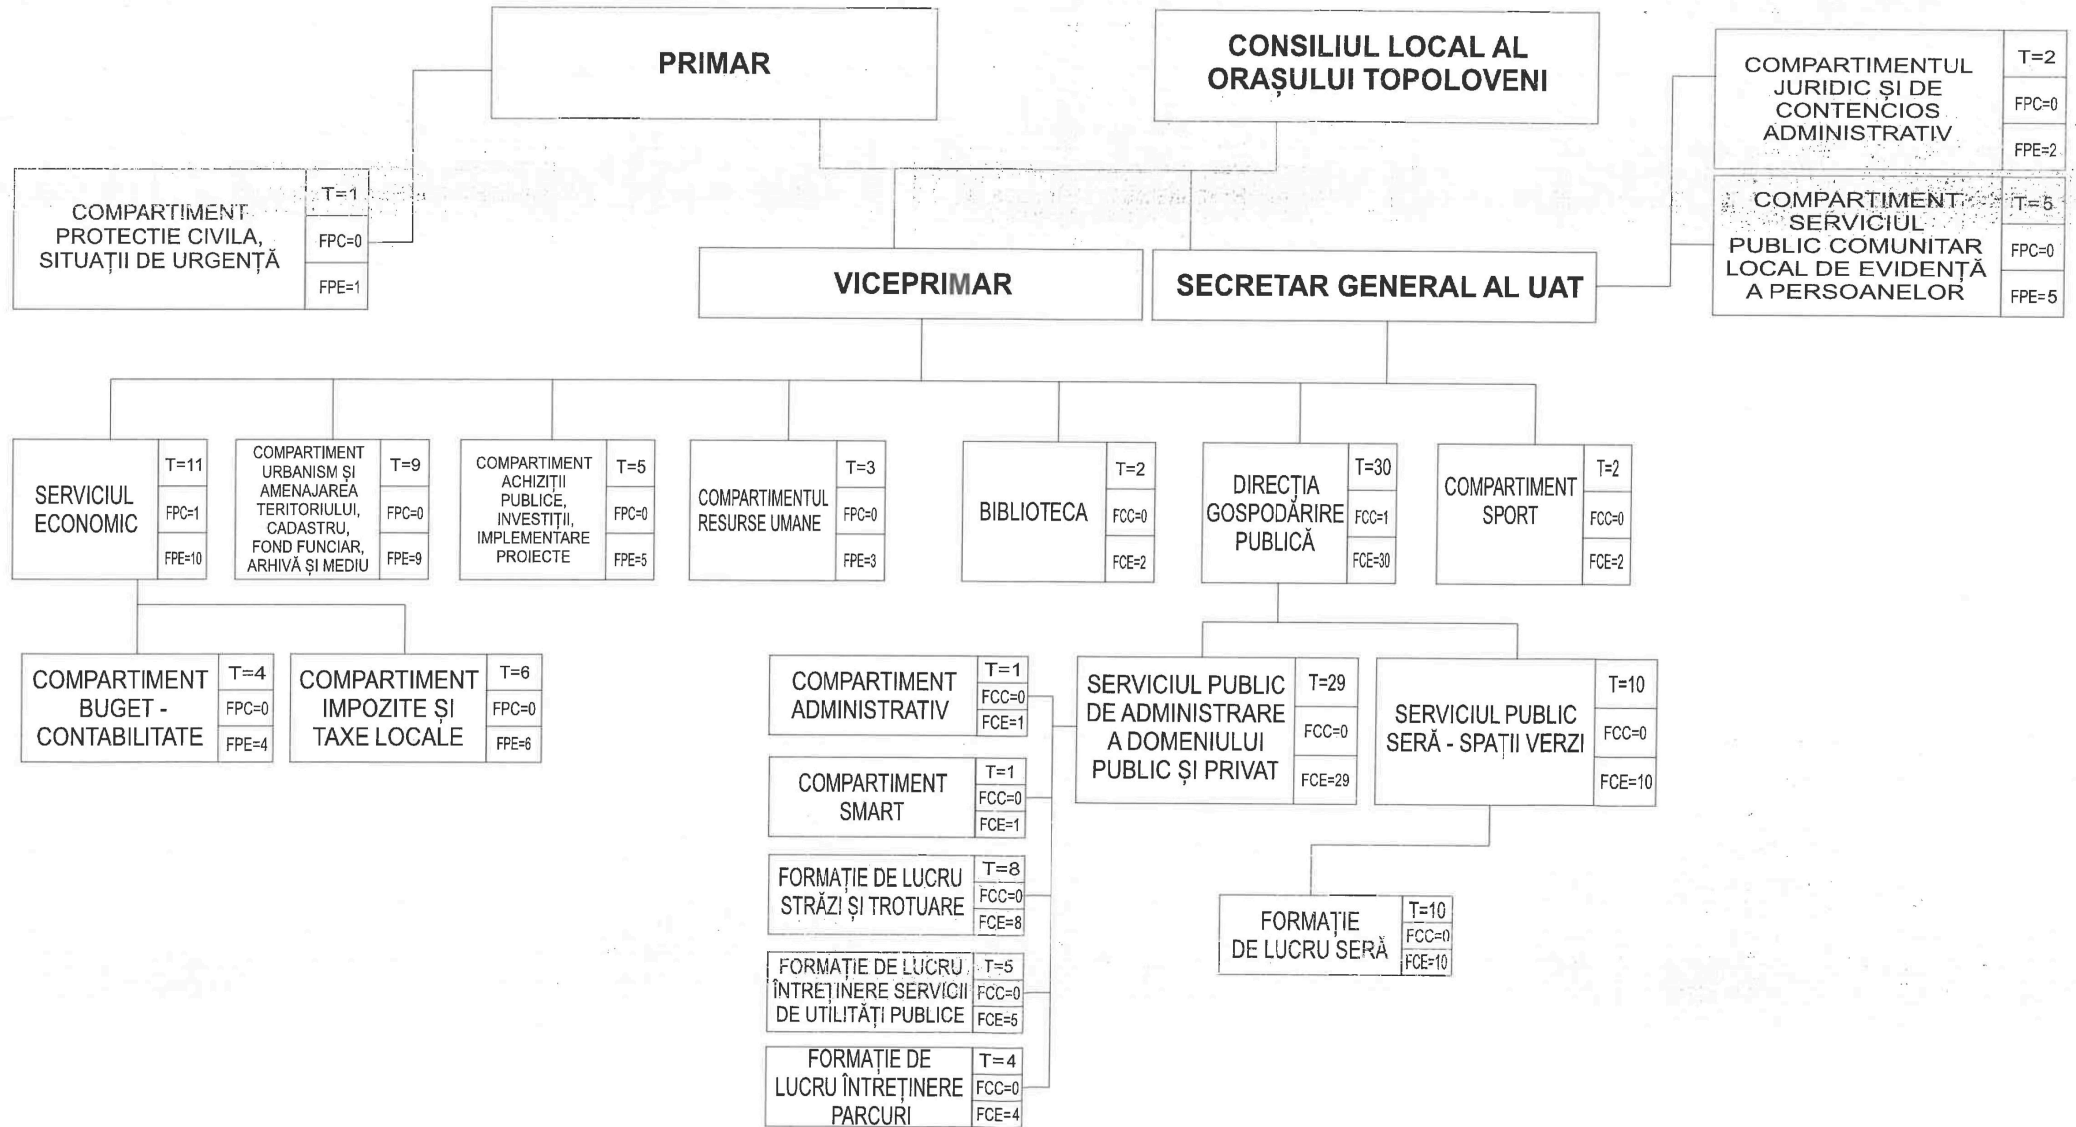 PRIMAR
CONSILIUL LOCAL AL
ORAȘULUI TOPOLOVENI
COMPARTIMENTUL
JURIDIC ȘI DE
CONTENCIOS
ADMINISTRATIV
T=2
FPC=0
FPE=2
COMPARTIMENT
PROTECTIE CIVILA,
SITUAȚII DE URGENȚĂ
T=1
FPC=0
FPE=1
COMPARTIMENT
SERVICIUL
PUBLIC COMUNITAR
LOCAL DE EVIDENȚĂ
A PERSOANELOR
T=5
FPC=0
FPE=5
VICEPRIMAR
SECRETAR GENERAL AL UAT
SERVICIUL
ECONOMIC
T=11
FPC=1
FPE=10
COMPARTIMENT
URBANISM ȘI
AMENAJAREA
TERITORIULUI,
CADASTRU,
FOND FUNCIAR,
ARHIVĂ ȘI MEDIU
T=9
FPC=0
FPE=9
COMPARTIMENT
ACHIZIȚII
PUBLICE,
INVESTIȚII,
IMPLEMENTARE
PROIECTE
T=5
FPC=0
FPE=5
COMPARTIMENTUL
RESURSE UMANE
T=3
FPC=0
FPE=3
BIBLIOTECA
T=2
FCC=0
FCE=2
DIRECȚIA
GOSPODĂRIRE
PUBLICĂ
T=30
FCC=1
FCE=30
COMPARTIMENT
SPORT
T=2
FCC=0
FCE=2
COMPARTIMENT
BUGET -
CONTABILITATE
T=4
FPC=0
FPE=4
COMPARTIMENT
IMPOZITE ȘI
TAXE LOCALE
T=6
FPC=0
FPE=6
COMPARTIMENT
ADMINISTRATIV
T=1
FCC=0
FCE=1
SERVICIUL PUBLIC
DE ADMINISTRARE
A DOMENIULUI
PUBLIC ȘI PRIVAT
T=29
FCC=0
FCE=29
SERVICIUL PUBLIC
SERĂ - SPAȚII VERZI
T=10
FCC=0
FCE=10
COMPARTIMENT
SMART
T=1
FCC=0
FCE=1
FORMAȚIE DE LUCRU
STRĂZI ȘI TROTUARE
T=8
FCC=0
FCE=8
FORMAȚIE
DE LUCRU SERĂ
T=10
FCC=0
FCE=10
FORMAȚIE DE LUCRU
ÎNTREȚINERE SERVICII
DE UTILITĂȚI PUBLICE
T=5
FCC=0
FCE=5
FORMAȚIE DE
LUCRU ÎNTREȚINERE
PARCURI
T=4
FCC=0
FCE=4